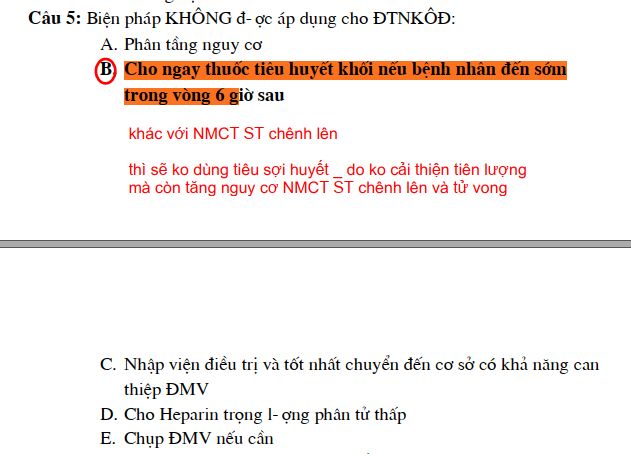 Câu 5: Biện pháp KHÔNG đ- ợc áp dụng cho ĐTNKÔĐ:
A. Phân tầng nguy cơ
B. Cho ngay thuốc tiêu huyết khối nếu bệnh nhân đến sớm
trong vòng 6 giờ sau
khác với NMCT ST chênh lên
thì sẽ ko dùng tiêu sợi huyết _ do ko cải thiện tiên lượng
mà còn tăng nguy cơ NMCT ST chênh lên và tử vong
C. Nhập viện điều trị và tốt nhất chuyển đến cơ sở có khả năng can
thiệp ĐMV
D. Cho Heparin trọng l- ợng phân tử thấp
E. Chụp ĐMV nếu cần